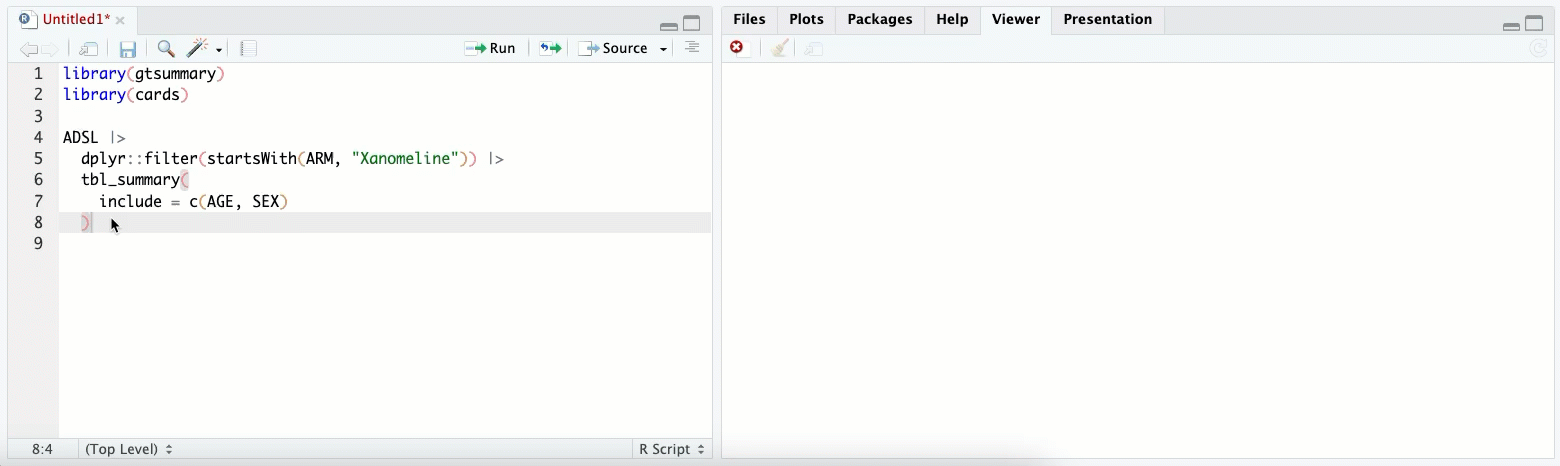 Untitled1*
Run
Source
1 library(gtsummary)
2 library(cards)
3
4 ADSL |>
5   dplyr::filter(startsWith(ARM, "Xanomeline")) |>
6   tbl_summary(
7     include = c(AGE, SEX)
8   )
9
8:4 (Top Level) R Script
Files Plots Packages Help Viewer Presentation